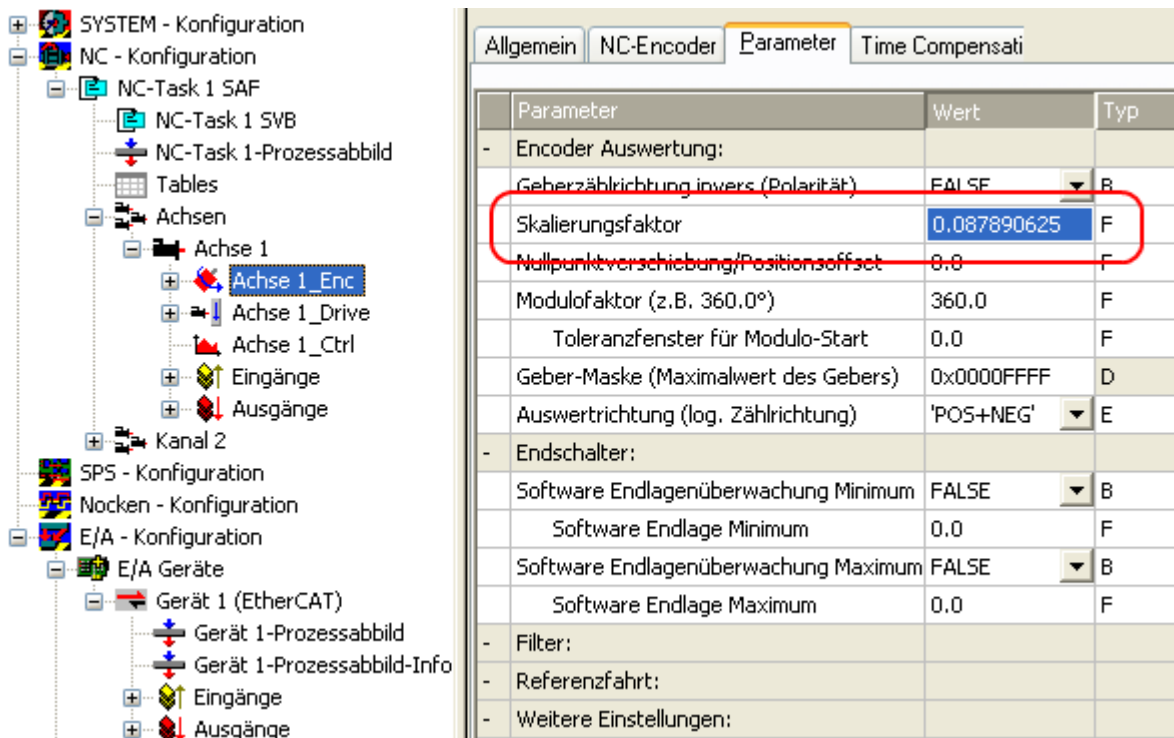 SYSTEM - Konfiguration
NC - Konfiguration
NC-Task 1 SAF
NC-Task 1 SVB
NC-Task 1-Prozessabbild
Tables
Achsen
Achse 1
Achse 1_Enc
Achse 1_Drive
Achse 1_Ctrl
Eingänge
Ausgänge
Kanal 2
SPS - Konfiguration
Nocken - Konfiguration
E/A - Konfiguration
E/A Geräte
Gerät 1 (EtherCAT)
Gerät 1-Prozessabbild
Gerät 1-Prozessabbild-Info
Eingänge
Ausgänge
Allgemein NC-Encoder Parameter Time Compensati
Parameter Wert Typ
- Encoder Auswertung:
Geberzählrichtung invers (Polarität) FALSE B
Skalierungsfaktor 0.087890625 F
Nullpunktverschiebung/Positionsoffset 0.0 F
Modulofaktor (z.B. 360.0°) 360.0 F
Toleranzfenster für Modulo-Start 0.0 F
Geber-Maske (Maximalwert des Gebers) 0x0000FFFF D
Auswertrichtung (log. Zählrichtung) 'POS+NEG' E
- Endschalter:
Software Endlagenüberwachung Minimum FALSE B
Software Endlage Minimum 0.0 F
Software Endlagenüberwachung Maximum FALSE B
Software Endlage Maximum 0.0 F
- Filter:
- Referenzfahrt:
- Weitere Einstellungen: